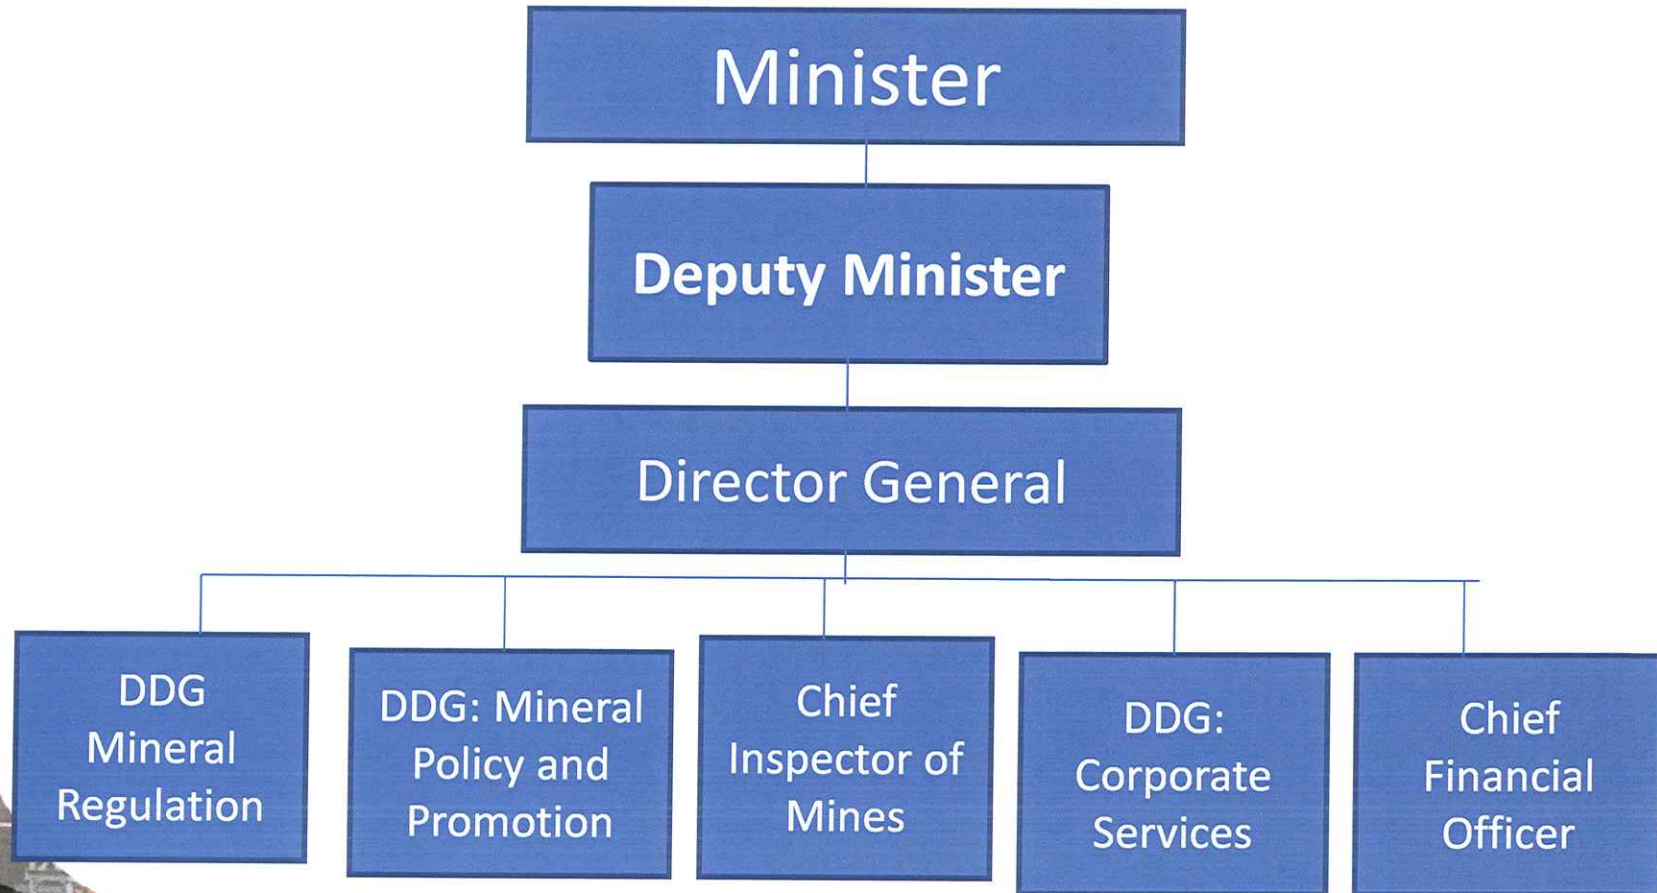 Minister
Deputy Minister
Director General
DDG
Mineral
Regulation
DDG: Mineral
Policy and
Promotion
Chief
Inspector of
Mines
DDG:
Corporate
Services
Chief
Financial
Officer